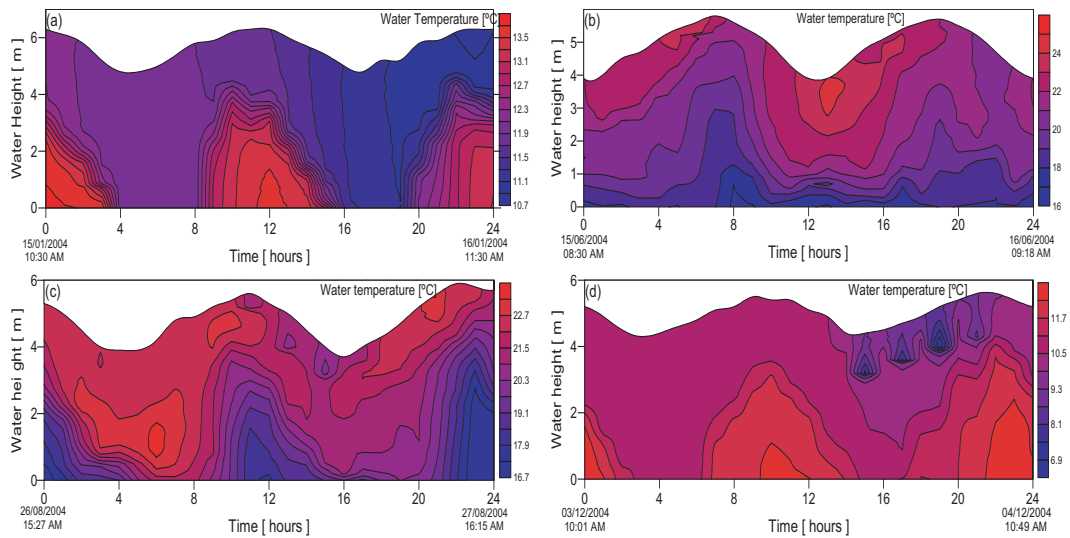 (a)
Water Temperature [ºC]
Water Height [ m ]
6
4
2
0
0 4 8 12 16 20 24
15/01/2004
10:30 AM
Time [ hours ]
16/01/2004
11:30 AM
13.5
13.1
12.7
12.3
11.9
11.5
11.1
10.7
(b)
Water temperature [ºC]
Water height [ m ]
5
4
3
2
1
0
0 4 8 12 16 20 24
15/06/2004
08:30 AM
Time [ hours ]
16/06/2004
09:18 AM
24
22
20
18
16
(c)
Water temperature [ºC]
Water hei ght [ m ]
6
4
2
0
0 4 8 12 16 20 24
26/08/2004
15:27 AM
Time [ hours ]
27/08/2004
16:15 AM
22.7
21.5
20.3
19.1
17.9
16.7
(d)
Water temperature [ºC]
Water height [ m ]
6
4
2
0
0 4 8 12 16 20 24
03/12/2004
10:01 AM
Time [ hours ]
04/12/2004
10:49 AM
11.7
10.5
9.3
8.1
6.9